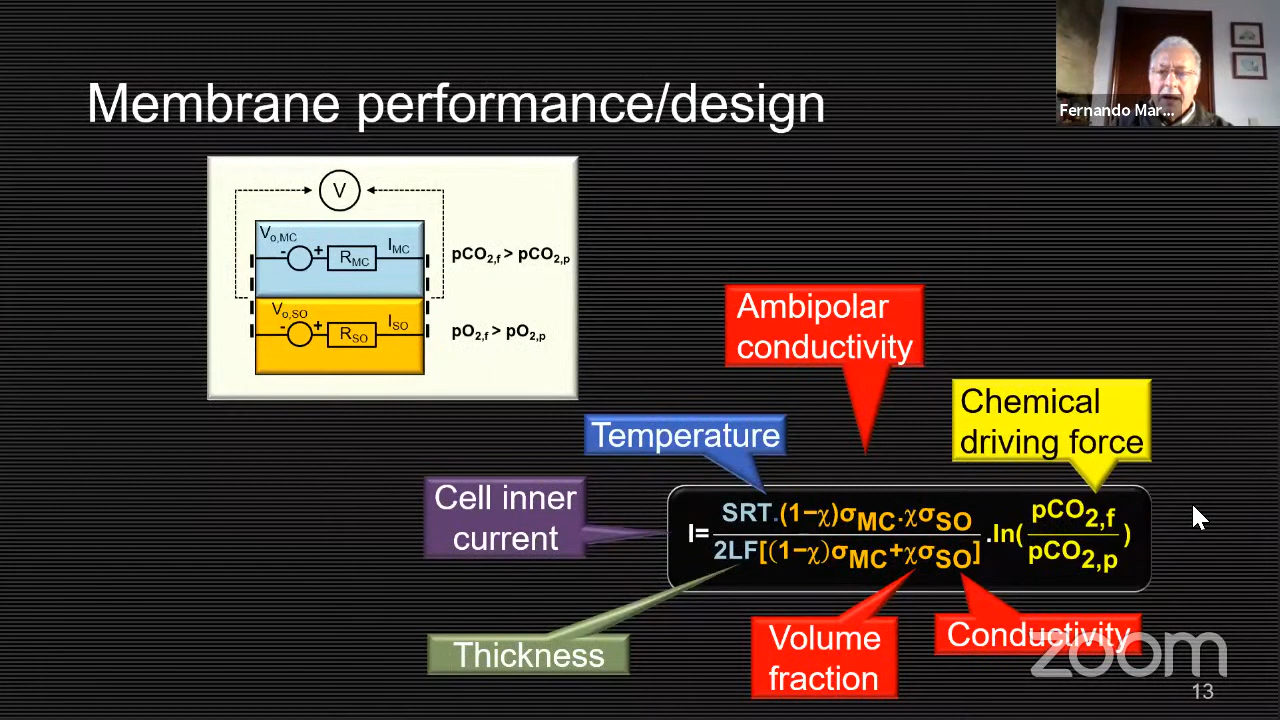 Membrane performance/design
Fernando Mar...
V
Vo,MC
- + RMC IMC
pCO2,f > pCO2,p
Vo,SO
- + RSO ISO
pO2,f > pO2,p
Ambipolar
conductivity
Chemical
driving force
Temperature
Cell inner
current
I= SRT.(1−χ)σMC.χσSO
2LF[(1−χ)σMC+χσSO]
.ln( pCO2,f
pCO2,p )
Thickness
Volume
fraction
Conductivity
zoom
13